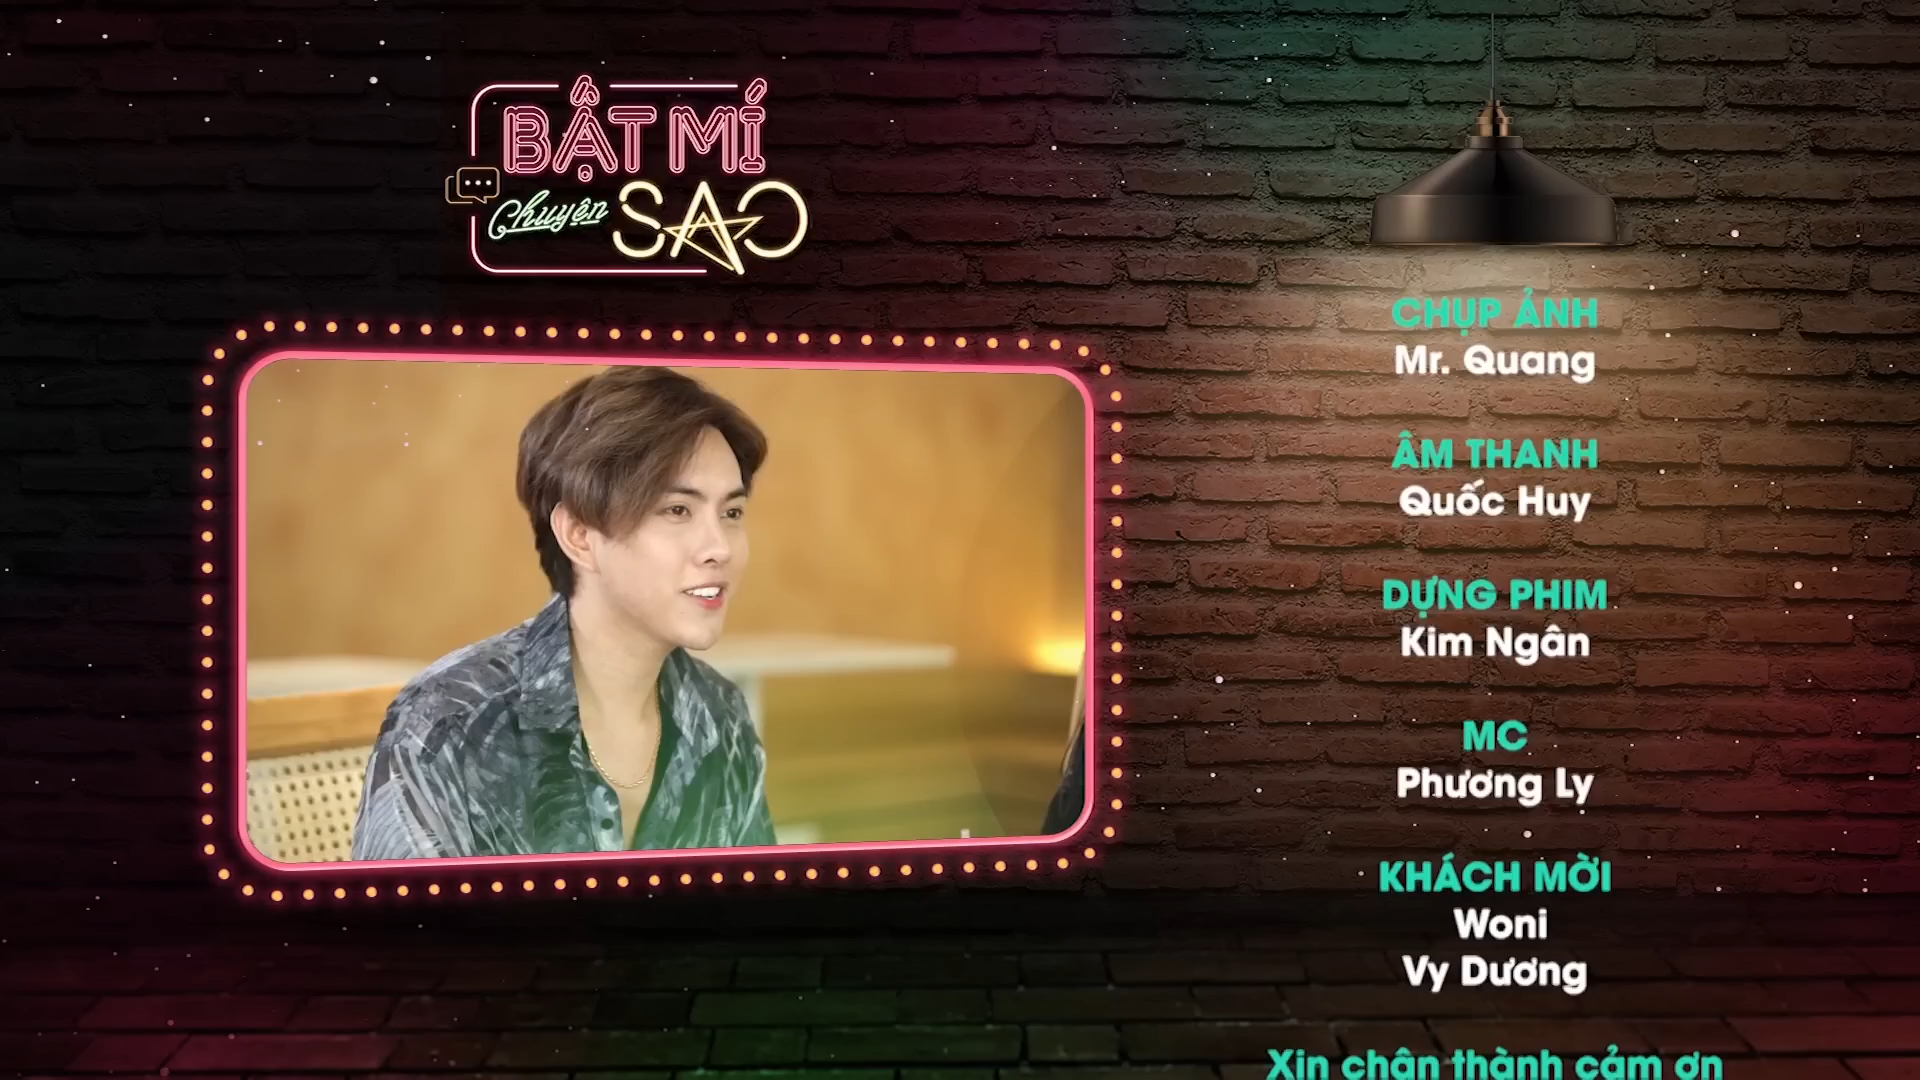 BẬT MÍ
Chuyện SAO
CHỤP ẢNH
Mr. Quang
ÂM THANH
Quốc Huy
DỰNG PHIM
Kim Ngân
MC
Phương Ly
KHÁCH MỜI
Woni
Vy Dương
Xin chân thành cảm ơn